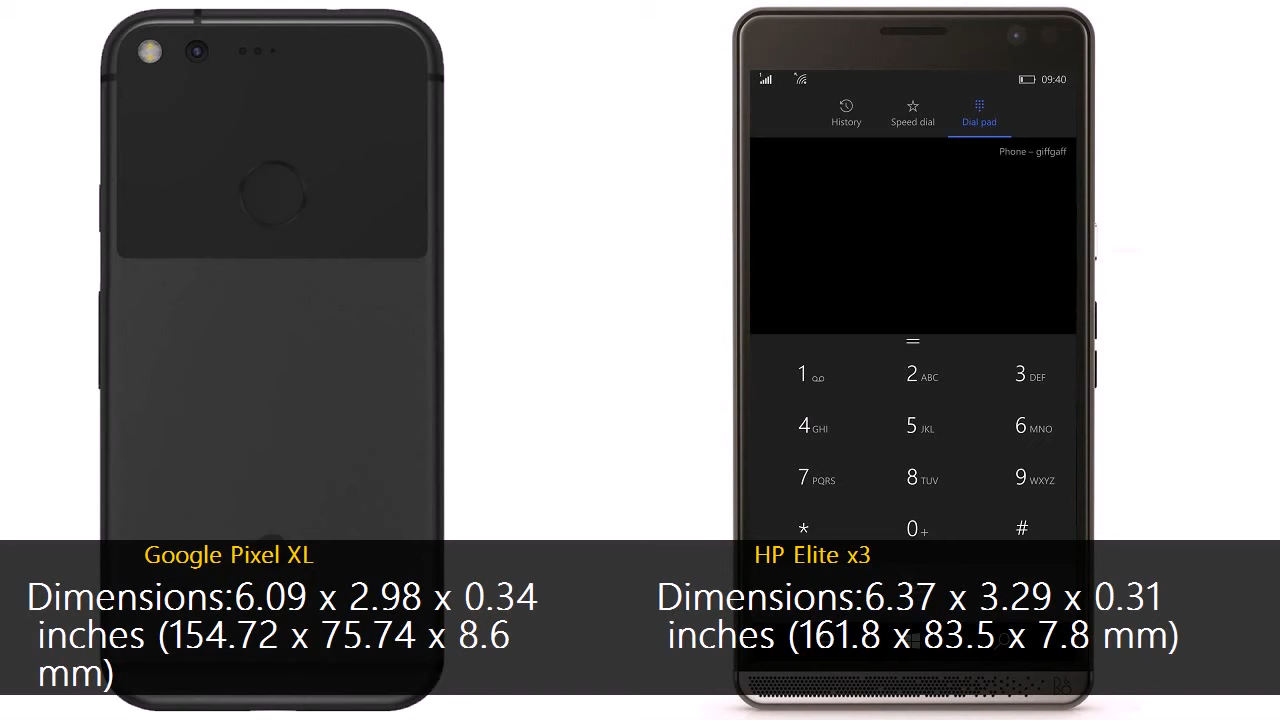 09:40
History Speed dial Dial pad
Phone – giffgaff
1 2 ABC 3 DEF
4 GHI 5 JKL 6 MNO
7 PQRS 8 TUV 9 WXYZ
* 0 + #
Google Pixel XL
Dimensions:6.09 x 2.98 x 0.34
inches (154.72 x 75.74 x 8.6
mm)
HP Elite x3
Dimensions:6.37 x 3.29 x 0.31
inches (161.8 x 83.5 x 7.8 mm)